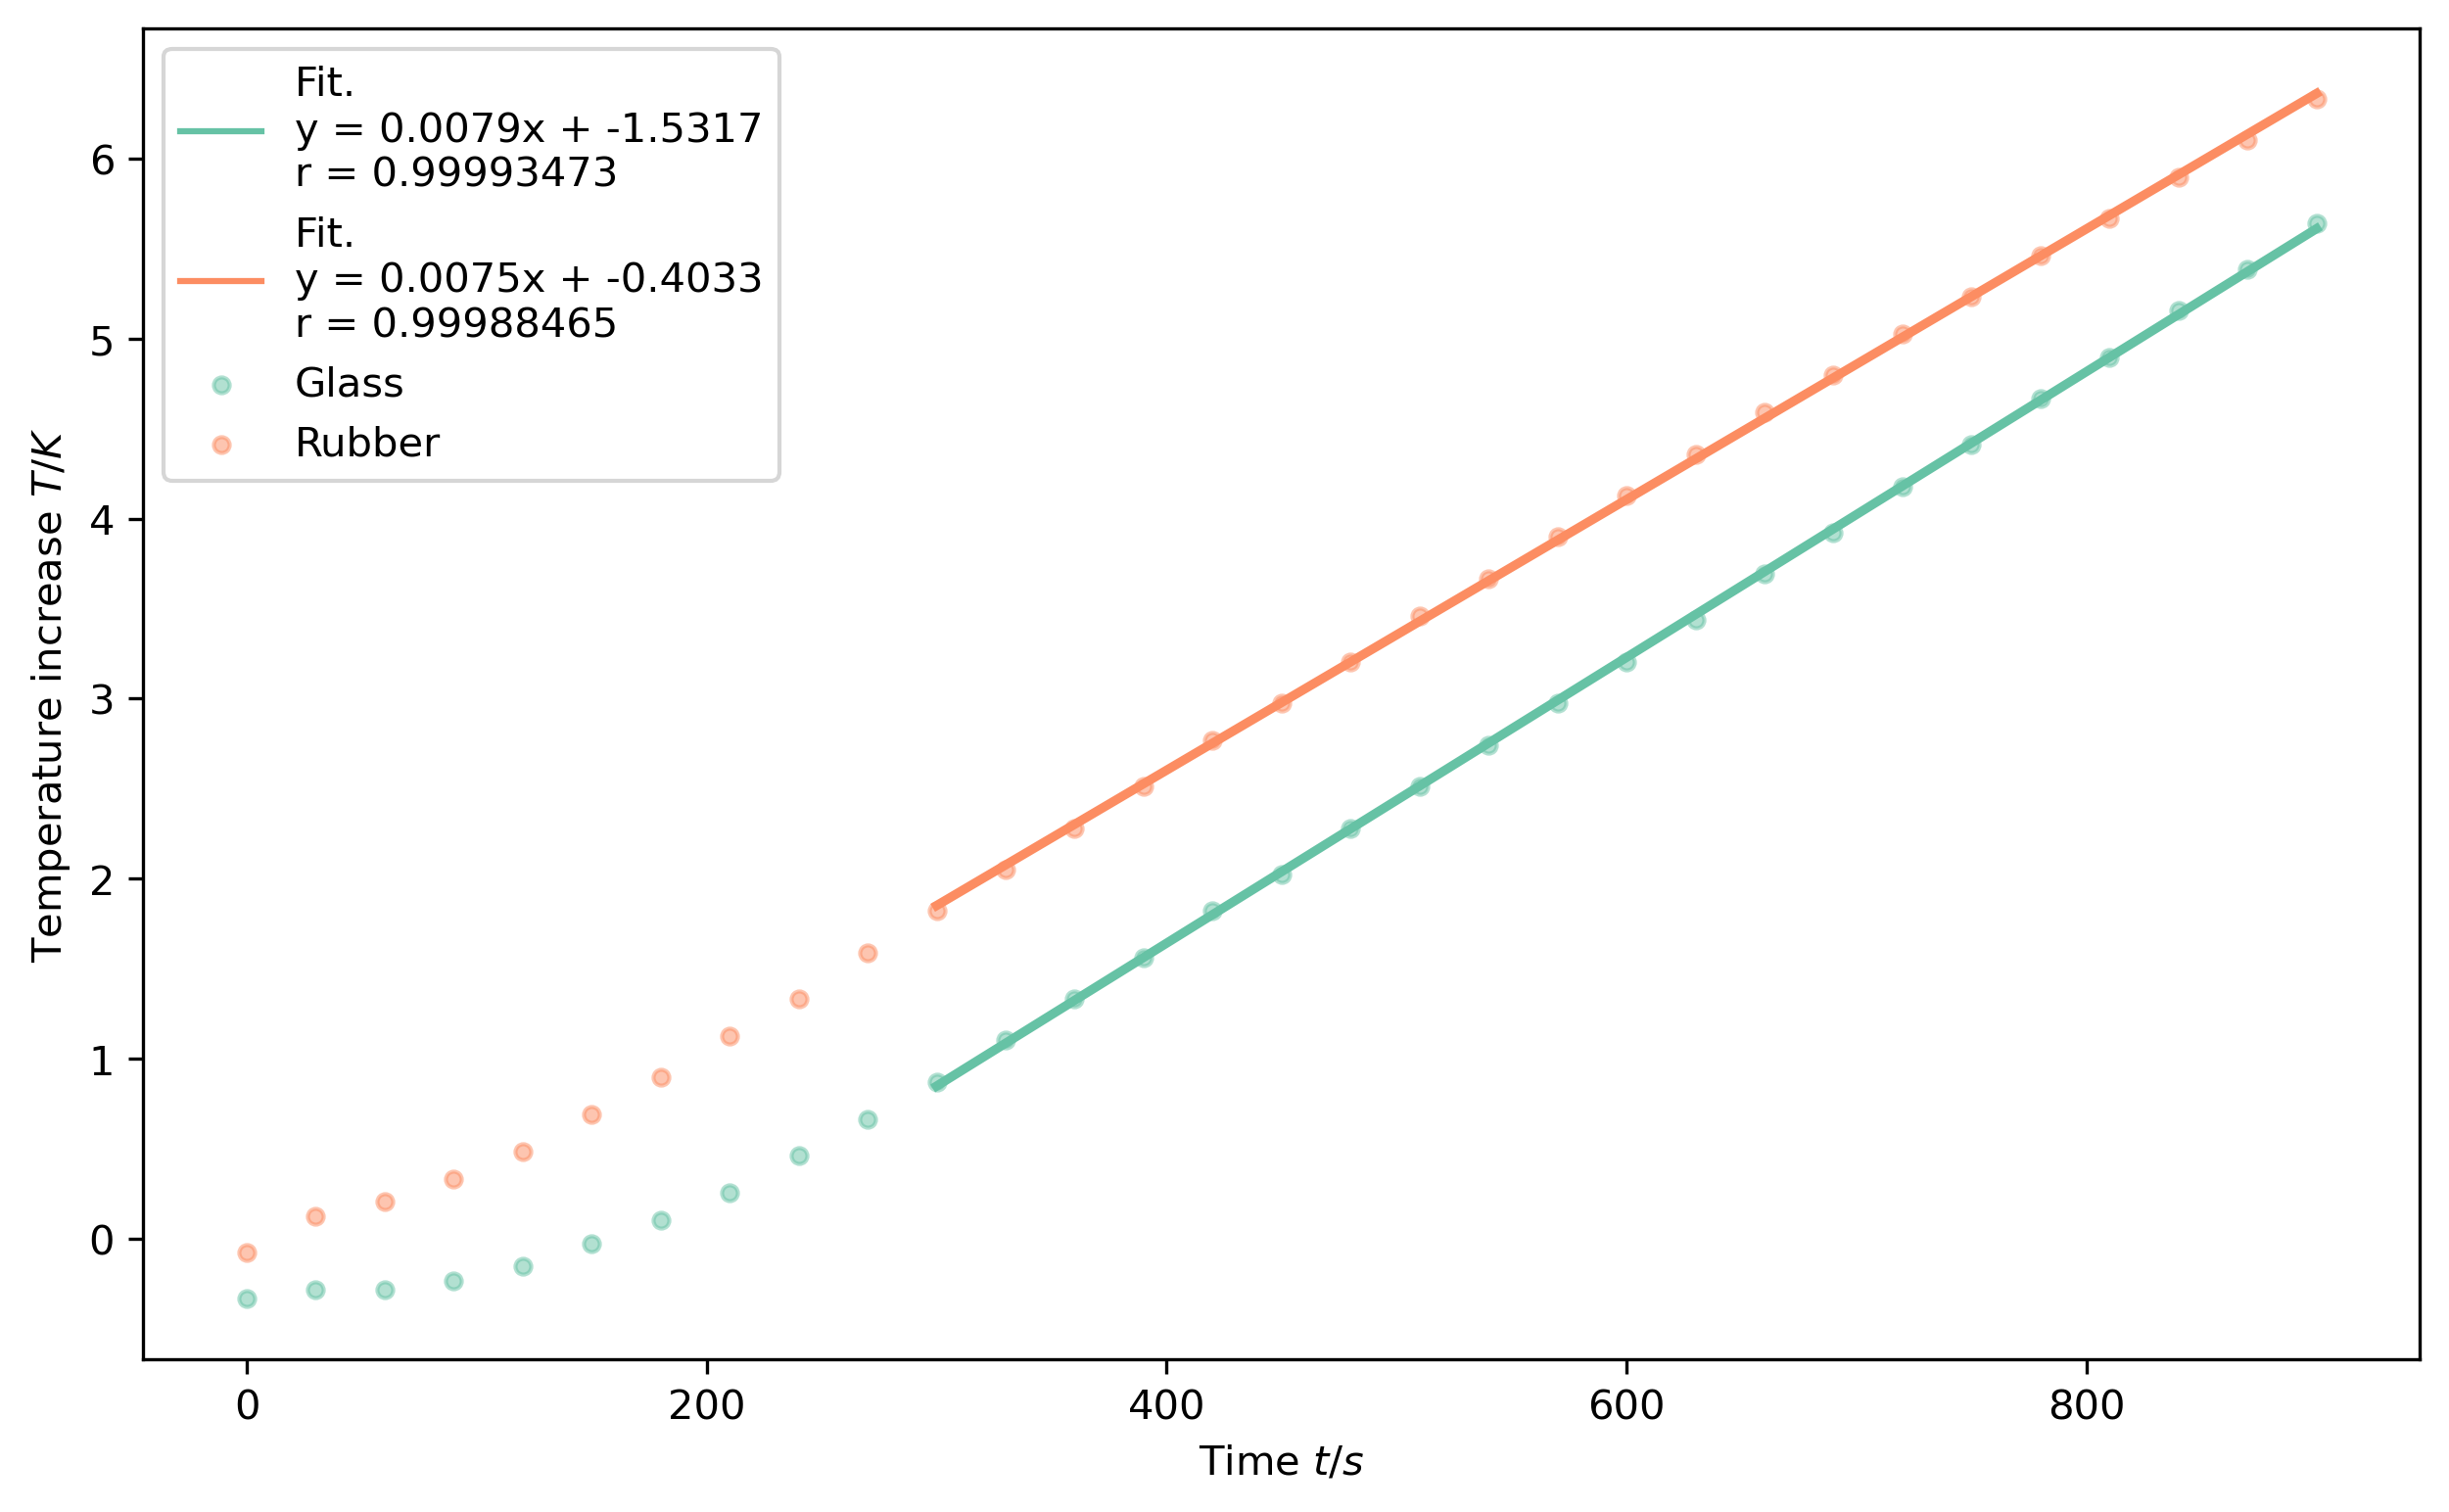 Fit.
y = 0.0079x + -1.5317
r = 0.99993473
Fit.
y = 0.0075x + -0.4033
r = 0.99988465
Glass
Rubber
Temperature increase T/K
6
5
4
3
2
1
0
0 200 400 600 800
Time t/s